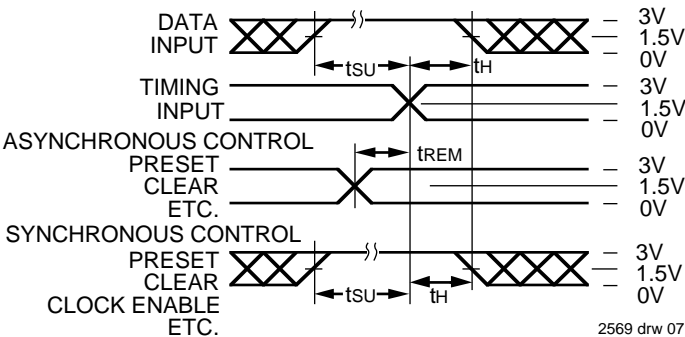 DATA
INPUT
3V
1.5V
0V
tSU
tH
TIMING
INPUT
3V
1.5V
0V
ASYNCHRONOUS CONTROL
PRESET
CLEAR
ETC.
tREM
3V
1.5V
0V
SYNCHRONOUS CONTROL
PRESET
CLEAR
CLOCK ENABLE
ETC.
tSU
tH
3V
1.5V
0V
2569 drw 07